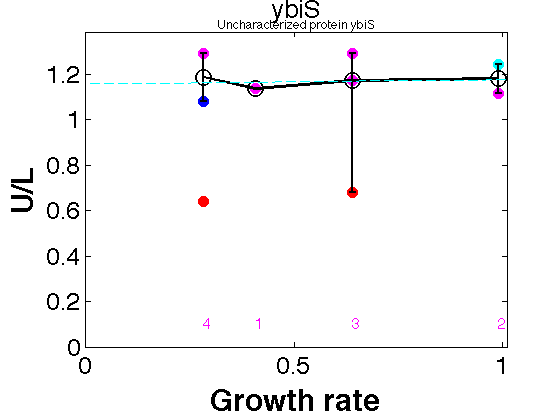 ybiS
Uncharacterized protein ybiS
1.2
1
0.8
0.6
0.4
0.2
0
U/L
4 1 3 2
0 0.5 1
Growth rate